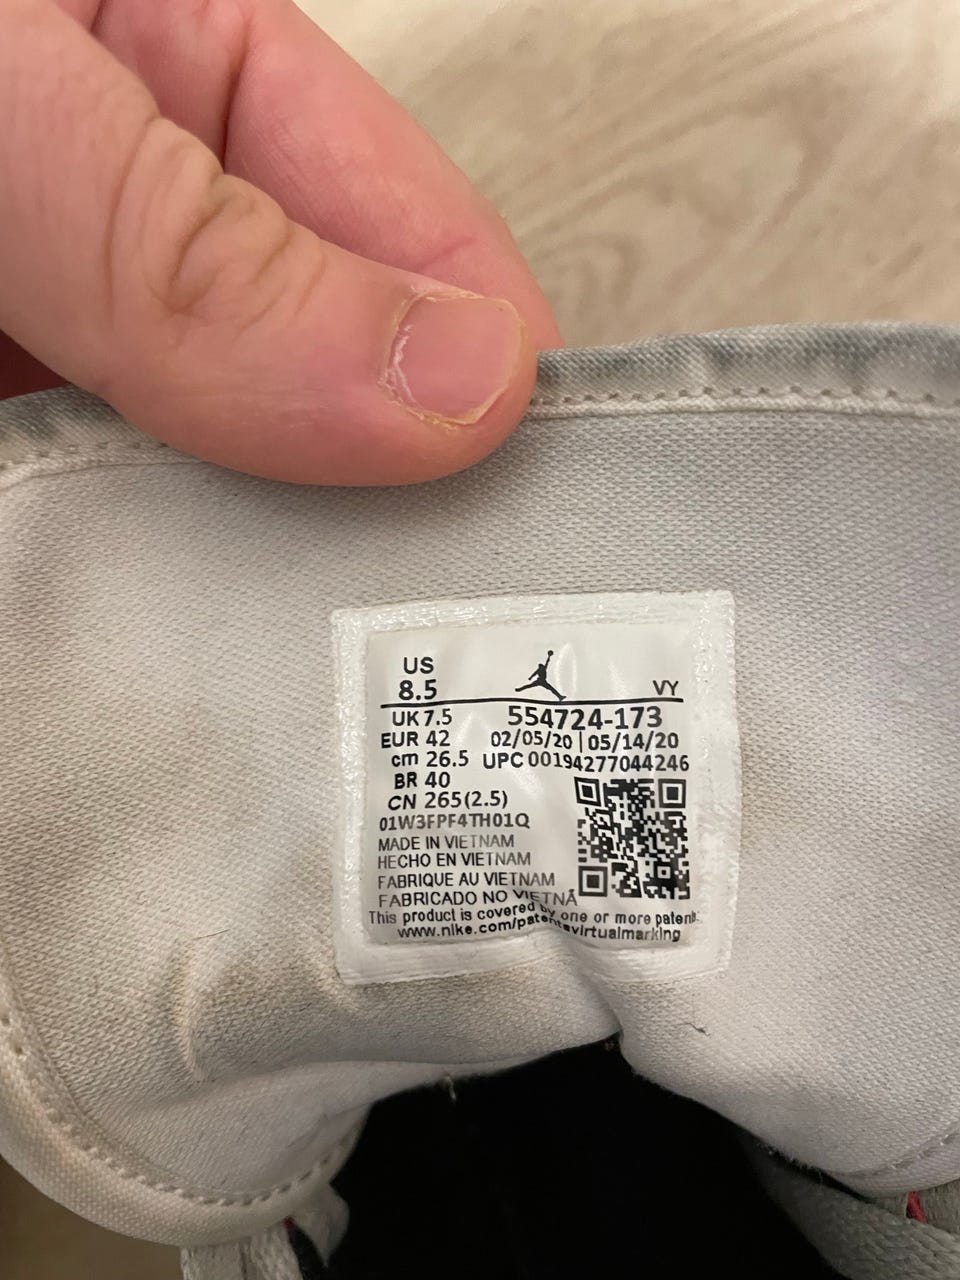 US
8.5 VY
UK 7.5 554724-173
EUR 42 02/05/20 | 05/14/20
cm 26.5 UPC 00194277044246
BR 40
CN 265(2.5)
01W3FPF4TH01Q
MADE IN VIETNAM
HECHO EN VIETNAM
FABRIQUE AU VIETNAM
FABRICADO NO VIETNÃ
This product is covered by one or more patents
www.nike.com/patents
virtualmarking